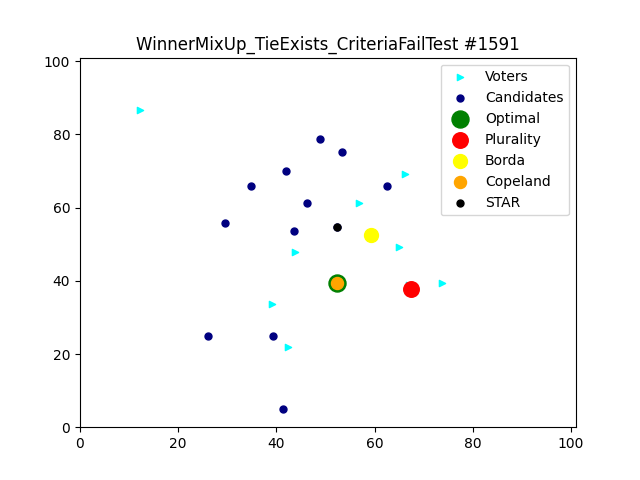 WinnerMixUp_TieExists_CriteriaFailTest #1591
100
80
60
40
20
0
0 20 40 60 80 100
Voters
Candidates
Optimal
Plurality
Borda
Copeland
STAR